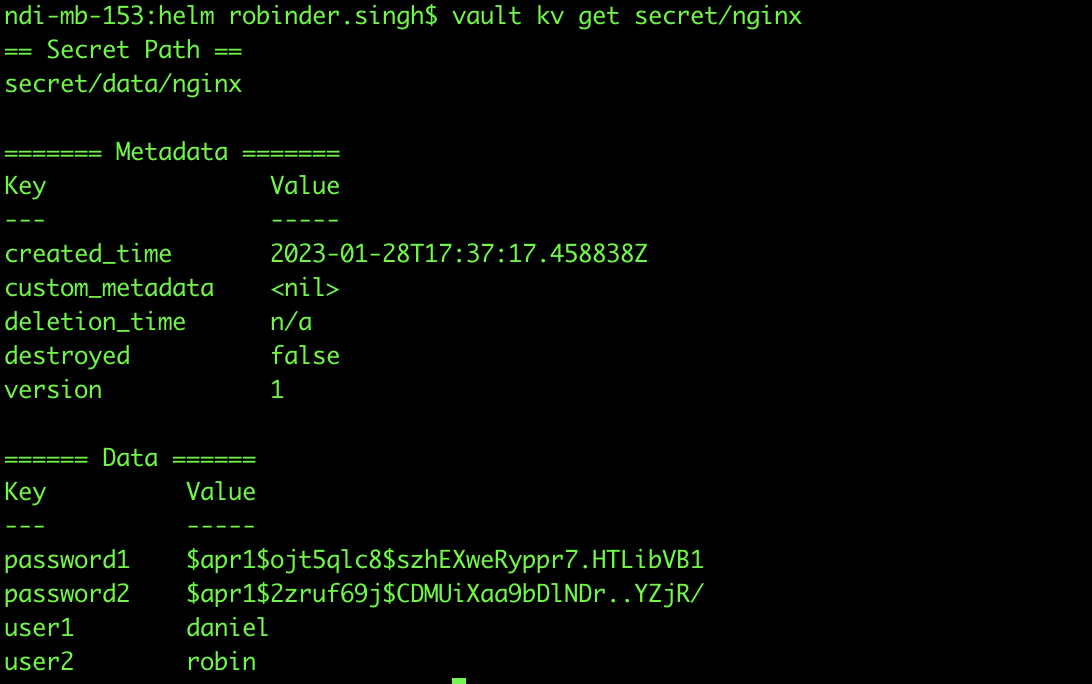 ndi-mb-153:helm robinder.singh$ vault kv get secret/nginx
== Secret Path ==
secret/data/nginx
======= Metadata =======
Key                Value
---                -----
created_time       2023-01-28T17:37:17.458838Z
custom_metadata    <nil>
deletion_time      n/a
destroyed          false
version            1
====== Data ======
Key          Value
---          -----
password1    $apr1$ojt5qlc8$szhEXweRyppr7.HTLibVB1
password2    $apr1$2zruf69j$CDMUiXaa9bDlNDr..YZjR/
user1        daniel
user2        robin